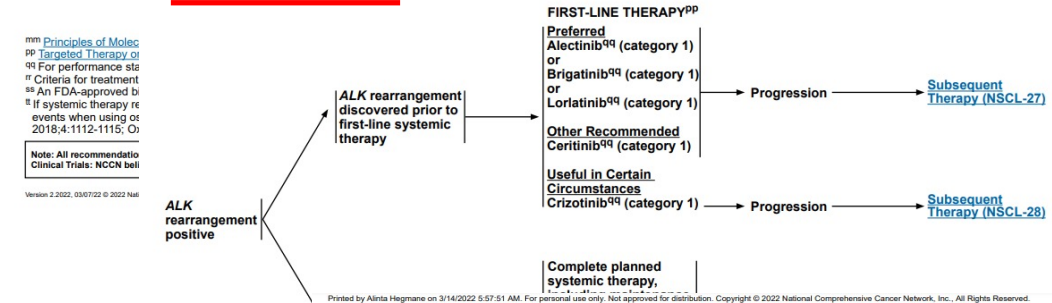 FIRST-LINE THERAPYpp
mm Principles of Molec
pp Targeted Therapy or
qq For performance sta
rr Criteria for treatment
ss An FDA-approved bi
tt If systemic therapy re
events when using os
2018;4:1112-1115; Ox
Note: All recommendatio
Clinical Trials: NCCN beli
Version 2.2022, 03/07/22 © 2022 Nati
ALK
rearrangement
positive
ALK rearrangement
discovered prior to
first-line systemic
therapy
Preferred
Alectinibqq (category 1)
or
Brigatinibqq (category 1)
or
Lorlatinibqq (category 1)
Other Recommended
Ceritinibqq (category 1)
Progression
Subsequent
Therapy (NSCL-27)
Useful in Certain
Circumstances
Crizotinibqq (category 1)
Progression
Subsequent
Therapy (NSCL-28)
Complete planned
systemic therapy,
Printed by Alinta Hegmane on 3/14/2022 5:57:51 AM. For personal use only. Not approved for distribution. Copyright © 2022 National Comprehensive Cancer Network, Inc., All Rights Reserved.